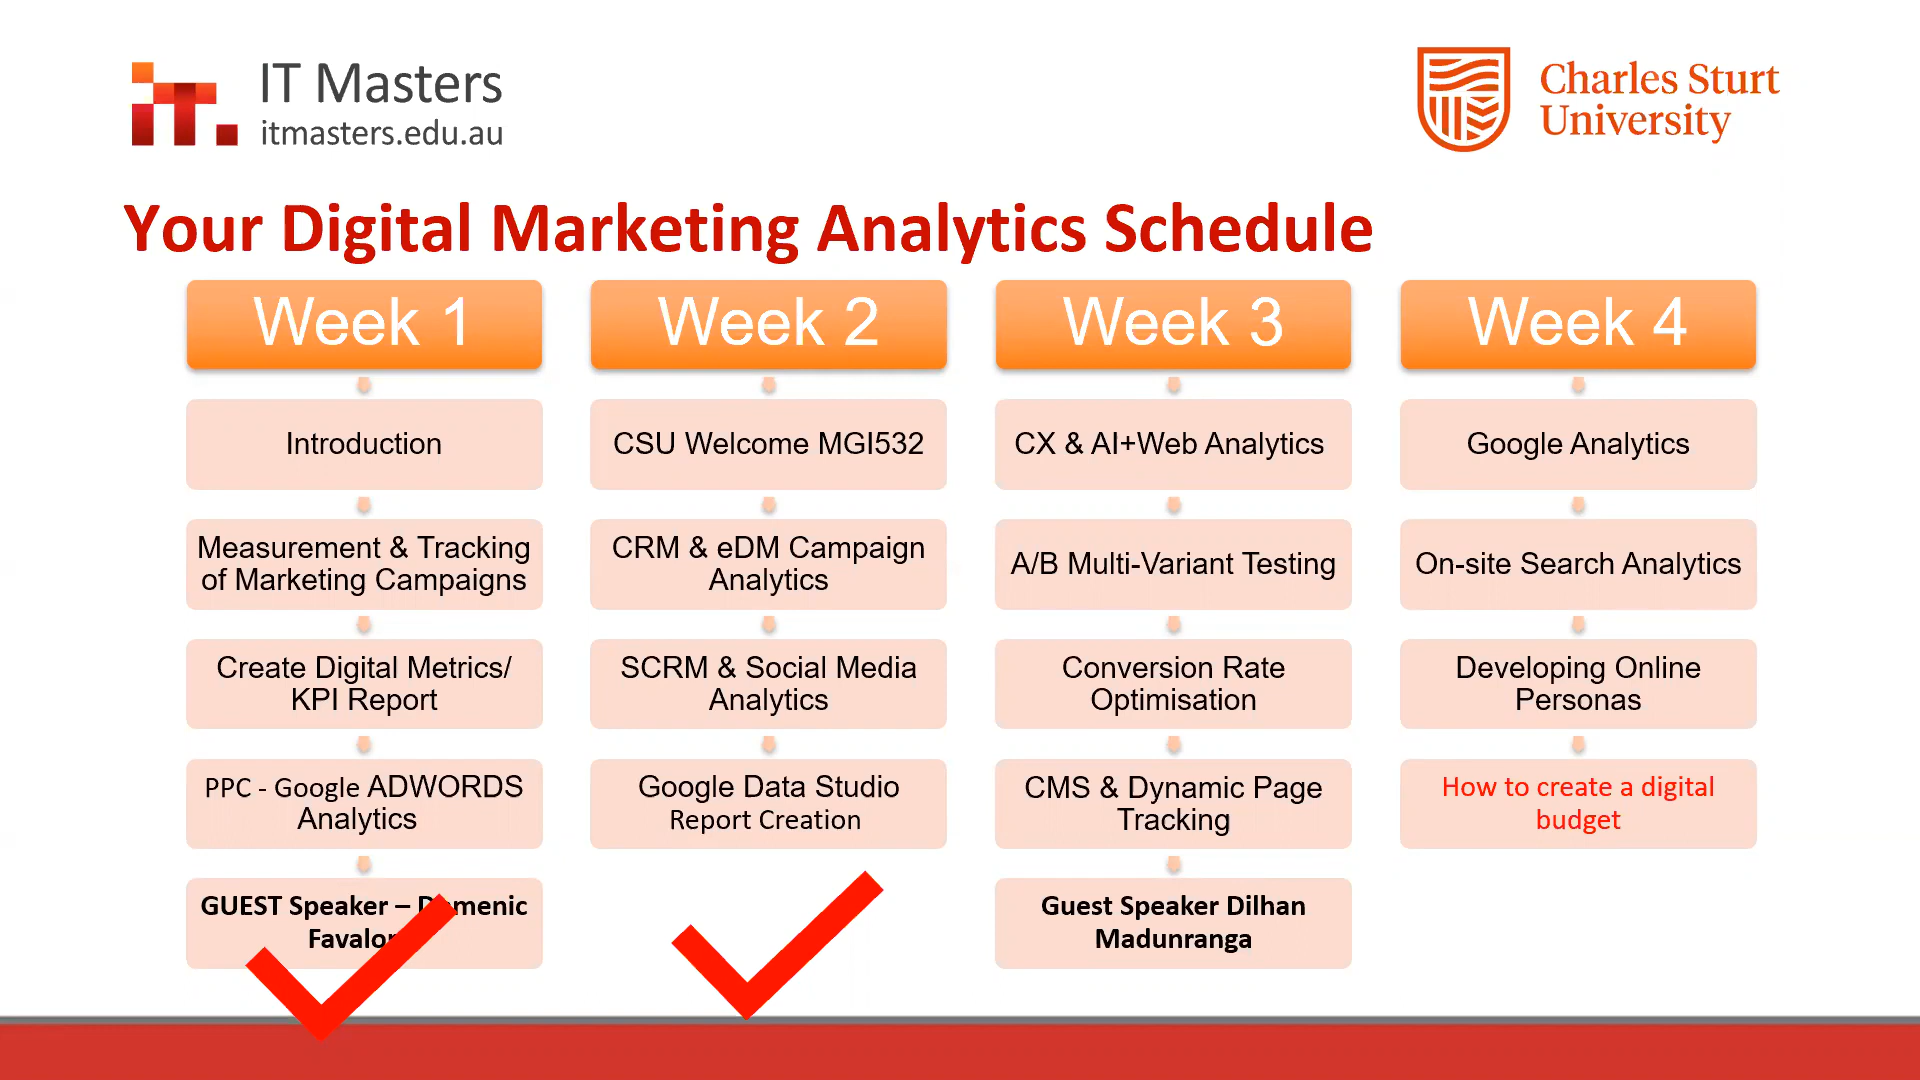 IT Masters
itmasters.edu.au
Charles Sturt
University
Your Digital Marketing Analytics Schedule
Week 1
Introduction
Measurement & Tracking
of Marketing Campaigns
Create Digital Metrics/
KPI Report
PPC - Google ADWORDS
Analytics
GUEST Speaker – Domenic
Week 2
CSU Welcome MGI532
CRM & eDM Campaign
Analytics
SCRM & Social Media
Analytics
Google Data Studio
Report Creation
Week 3
CX & AI+Web Analytics
A/B Multi-Variant Testing
Conversion Rate
Optimisation
CMS & Dynamic Page
Tracking
Guest Speaker Dilhan
Madunranga
Week 4
Google Analytics
On-site Search Analytics
Developing Online
Personas
How to create a digital
budget